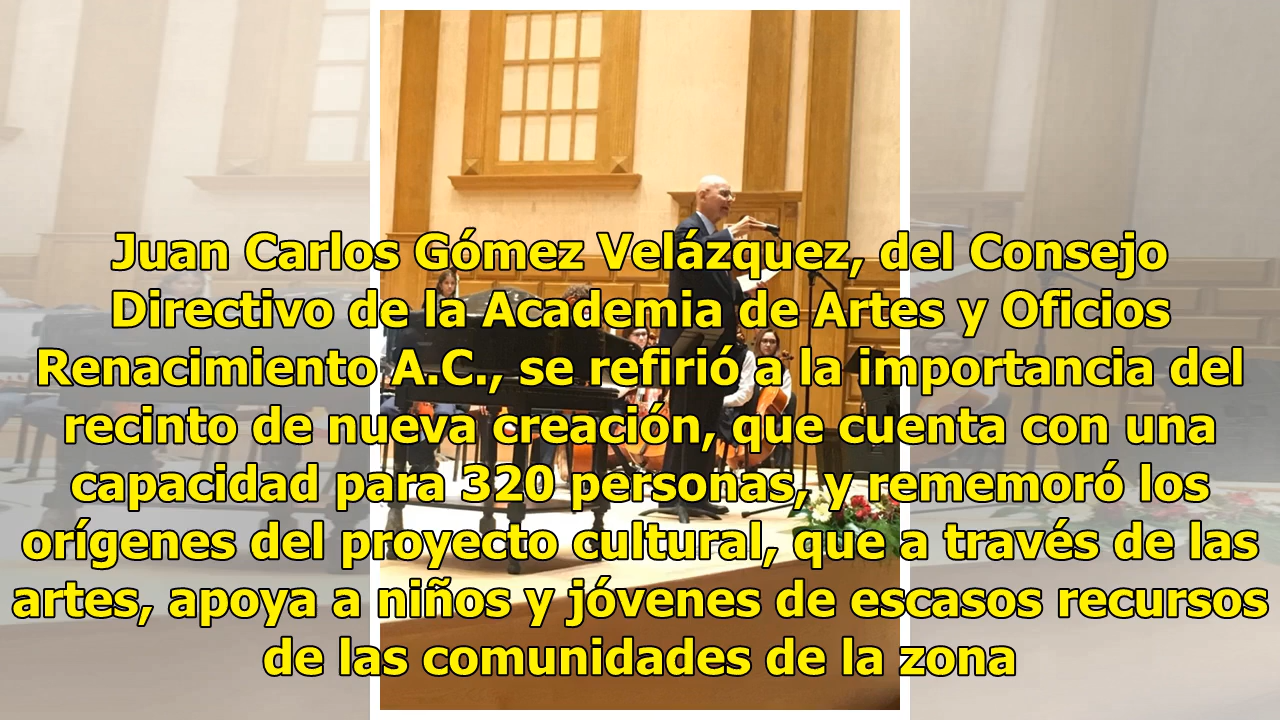 Juan Carlos Gómez Velázquez, del Consejo
Directivo de la Academia de Artes y Oficios
Renacimiento A.C., se refirió a la importancia del
recinto de nueva creación, que cuenta con una
capacidad para 320 personas, y rememoró los
orígenes del proyecto cultural, que a través de las
artes, apoya a niños y jóvenes de escasos recursos
de las comunidades de la zona